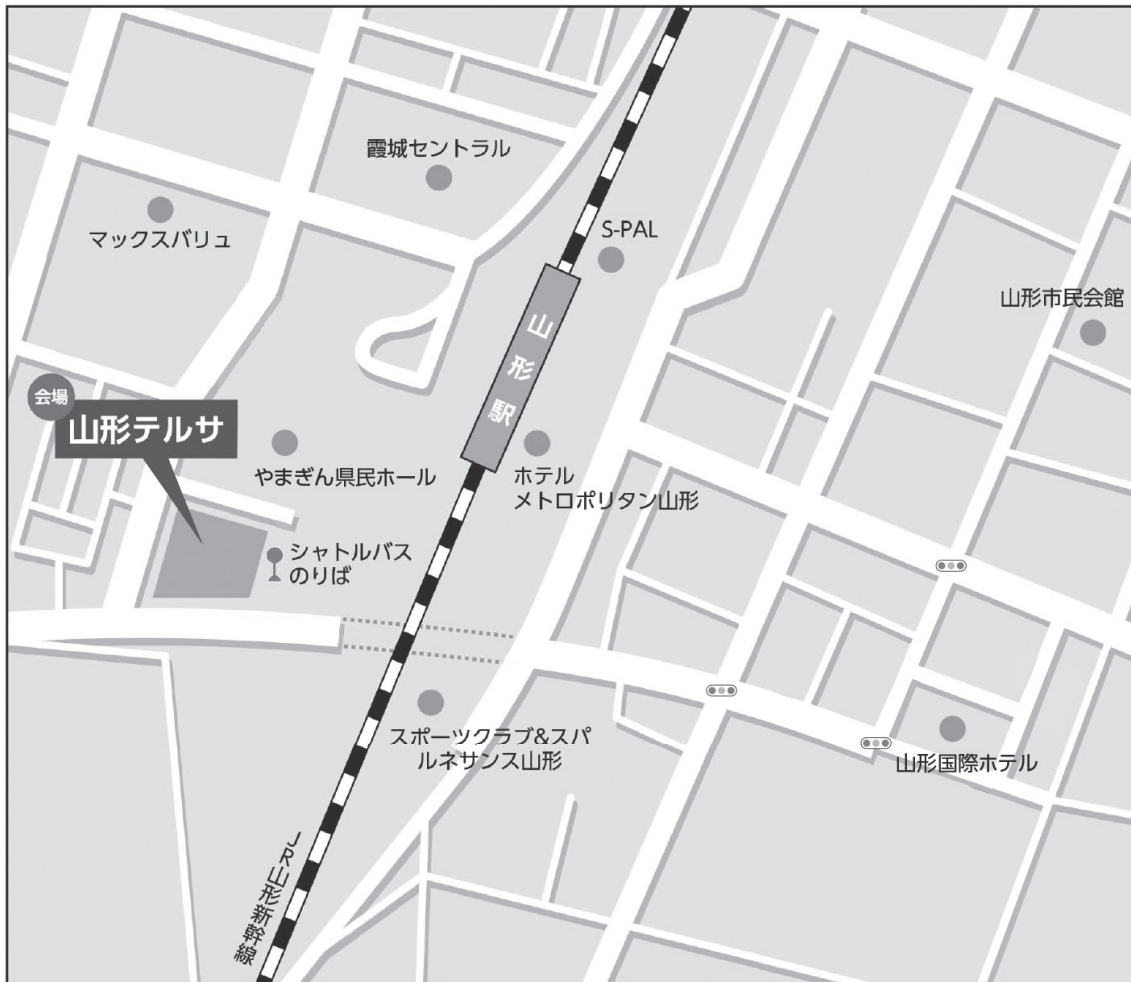 霞城セントラル
マックスバリュ
S-PAL
山形市民会館
山形駅
会場
山形テルサ
やまぎん県民ホール
ホテル
メトロポリタン山形
シャトルバス
のりば
スポーツクラブ&スパ
ルネサンス山形
山形国際ホテル
JR山形新幹線